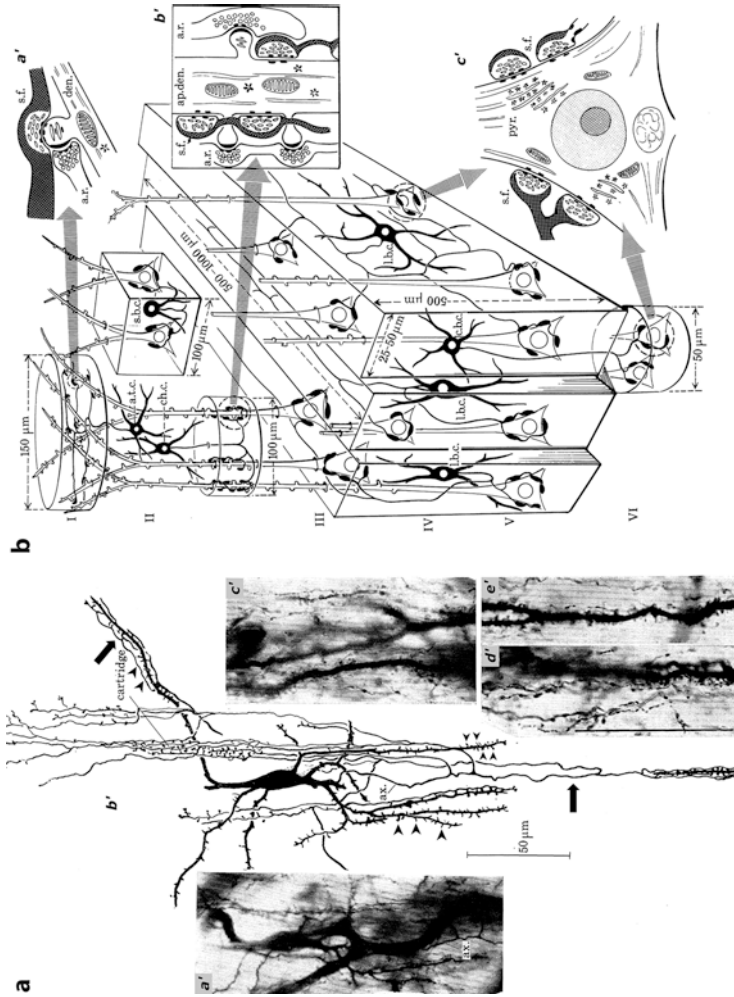 a
b'
cartridge
ax.
50 μm
a'
ax.
c'
d'
e'
b
I
II
III
IV
V
VI
150 μm
a.t.c.
ch.c.
100 μm
s.b.c.
100 μm
500–1000 μm
l.b.c.
l.b.c.
l.b.c.
c.b.c.
25–50 μm
500 μm
50 μm
a'
s.f.
a.r.
den.
b'
s.f.
a.r.
ap.den.
a.r.
s.f.
c'
s.f.
pyr.
s.f.